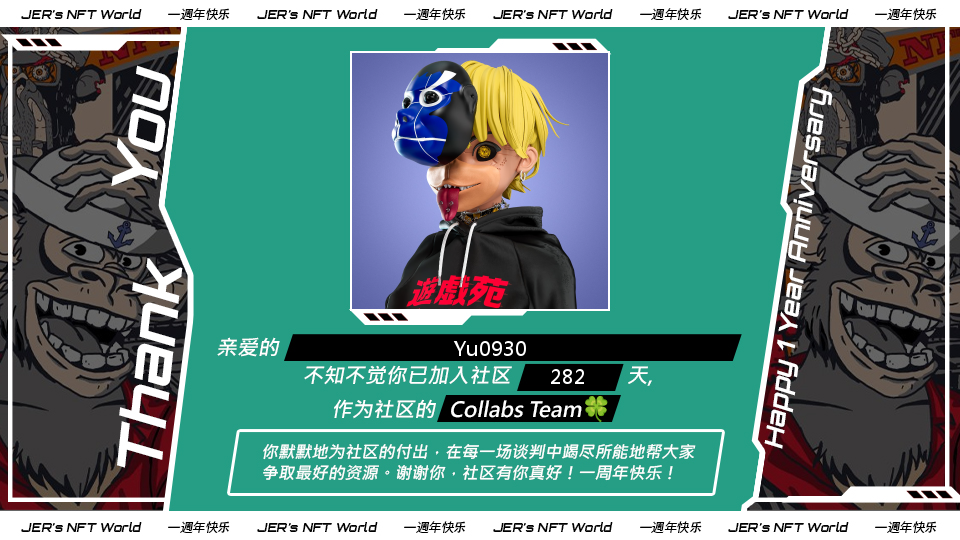 JER's NFT World 一週年快乐 JER's NFT World 一週年快乐 JER's NFT World 一週年快乐 JER's NFT World 一週年快乐
Thank You
NFT
遊戯苑
Happy 1 Year Anniversary
亲爱的 Yu0930
不知不觉你已加入社区 282 天,
作为社区的 Collabs Team🍀
你默默地为社区的付出，在每一场谈判中竭尽所能地帮大家
争取最好的资源。谢谢你，社区有你真好！一周年快乐！
JER's NFT World 一週年快乐 JER's NFT World 一週年快乐 JER's NFT World 一週年快乐 JER's NFT World 一週年快乐